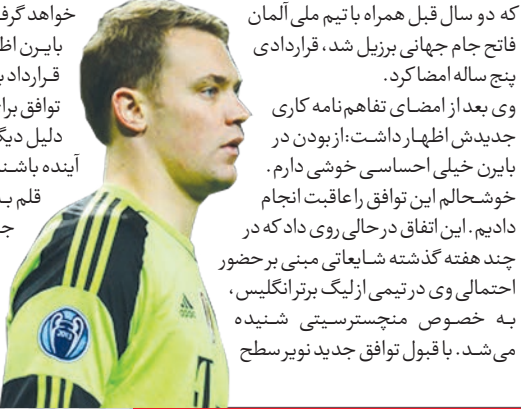 که دو سال قبل همراه با تیم ملی آلمان
فاتح جام جهانی برزیل شد، قراردادی
پنج ساله امضا کرد.
وی بعد از امضای تفاهم‌نامه کاری
جدیدش اظهار داشت: از بودن در
بایرن خیلی احساسی خوشی دارم.
خوشحالم این توافق را عاقبت انجام
دادیم. این اتفاق در حالی روی داد که در
چند هفته گذشته شایعاتی مبنی بر حضور
احتمالی وی در تیمی از لیگ برتر انگلیس،
به خصوص منچسترسیتی شنیده
می‌شد. با قبول توافق جدید نویر سطح
خواهد گرف
بایرن اظ
قرارداد ب
توافق برا
دلیل دیگ
آینده باشن
قلم ب
ج
adidas
2013